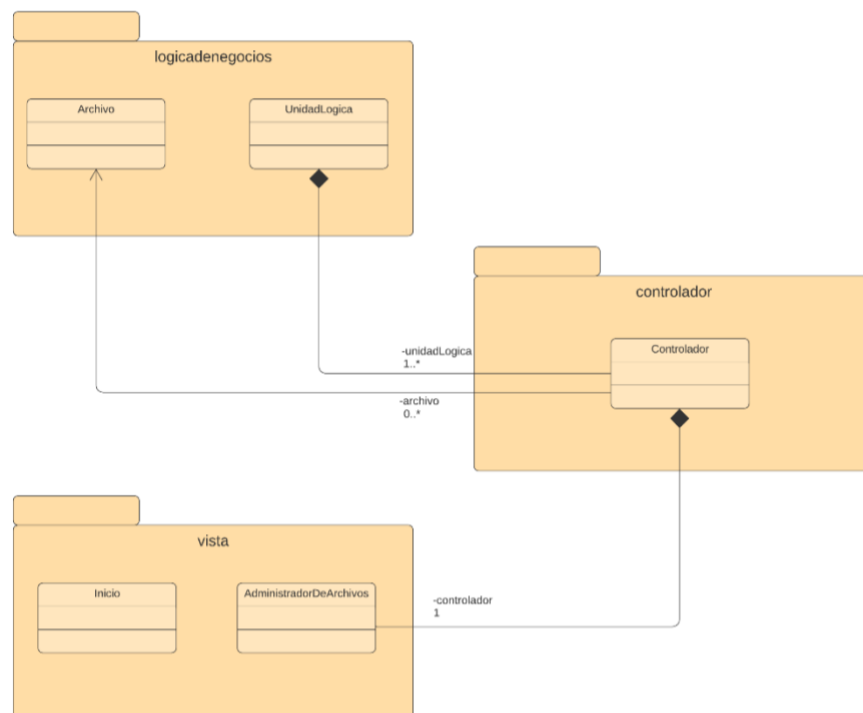 logicadenegocios
Archivo
UnidadLogica
controlador
Controlador
-unidadLogica
1..*
-archivo
0..*
vista
Inicio
AdministradorDeArchivos
-controlador
1